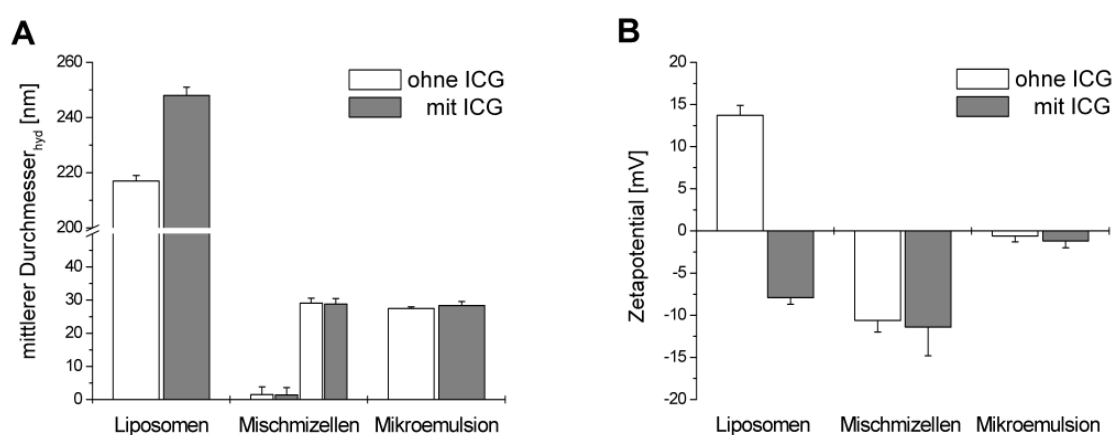 A
mittlerer Durchmesser_hyd [nm]
260
240
220
200
30
20
10
0
ohne ICG
mit ICG
Liposomen Mischmizellen Mikroemulsion
B
Zetapotential [mV]
20
15
10
5
0
-5
-10
-15
-20
ohne ICG
mit ICG
Liposomen Mischmizellen Mikroemulsion